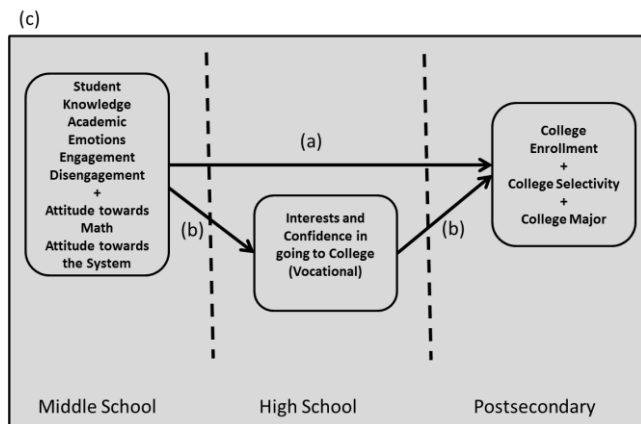 (c)
Student
Knowledge
Academic
Emotions
Engagement
Disengagement
+
Attitude towards
Math
Attitude towards
the System
(a)
(b)
Interests and
Confidence in
going to College
(Vocational)
(b)
College
Enrollment
+
College Selectivity
+
College Major
Middle School
High School
Postsecondary